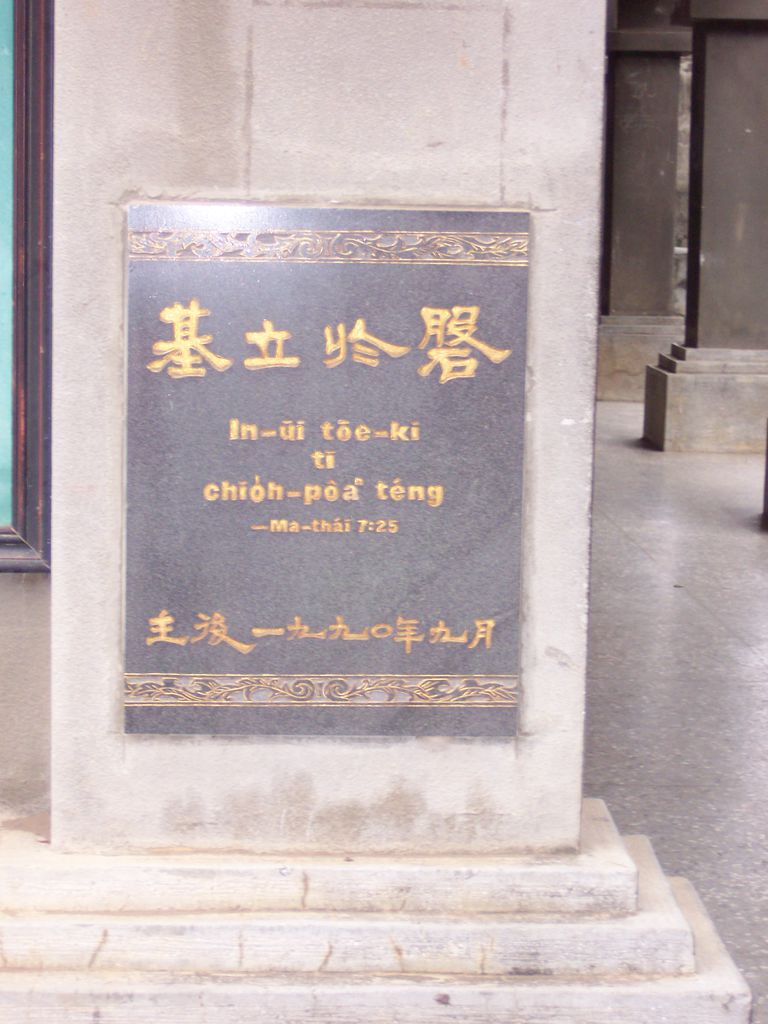 基立於磐
In-ūi tōe-ki
tī
chio̍h-pôaⁿ téng
—Ma-thái 7:25
主後一九九〇年九月